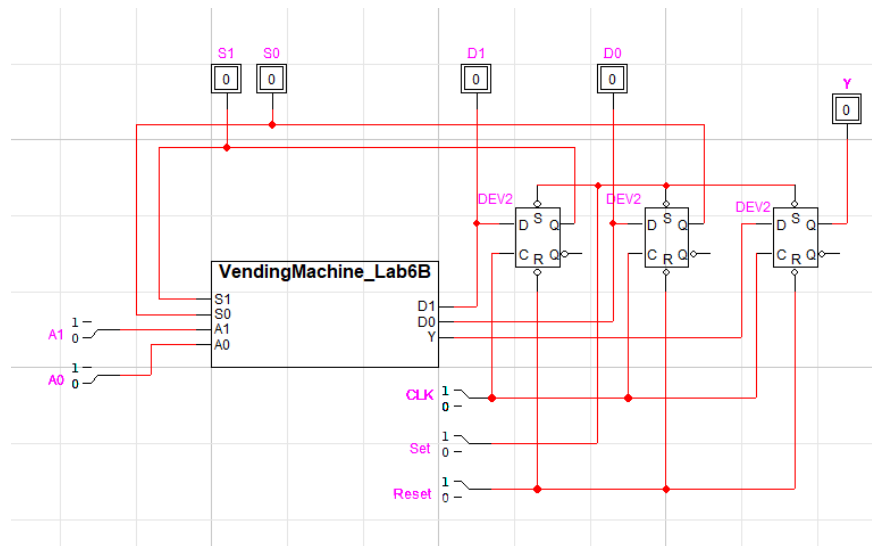 S1 S0 D1 D0
0 0 0 0 Y
0
DEV2 DEV2 DEV2
S S S
D Q D Q D Q
C R Q C R Q C R Q
VendingMachine_Lab6B
S1 D1
S0 D0
A1 Y
A0
A1 1
0
A0 1
0
CLK 1
0
Set 1
0
Reset 1
0